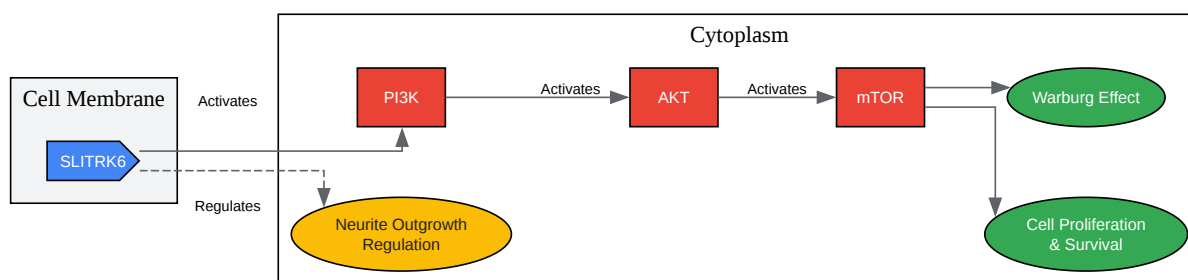 Cytoplasm
Cell Membrane
Activates
PI3K
Activates
AKT
Activates
mTOR
Warburg Effect
SLITRK6
Regulates
Neurite Outgrowth
Regulation
Cell Proliferation
& Survival